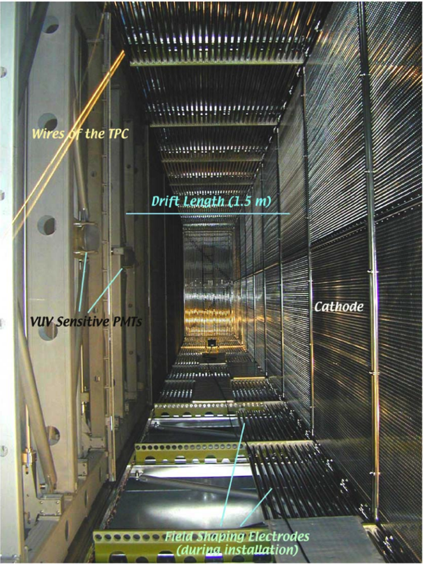 Wires of the TPC
Drift Length (1.5 m)
Cathode
VUV Sensitive PMTs
Field Shaping Electrodes
(during installation)